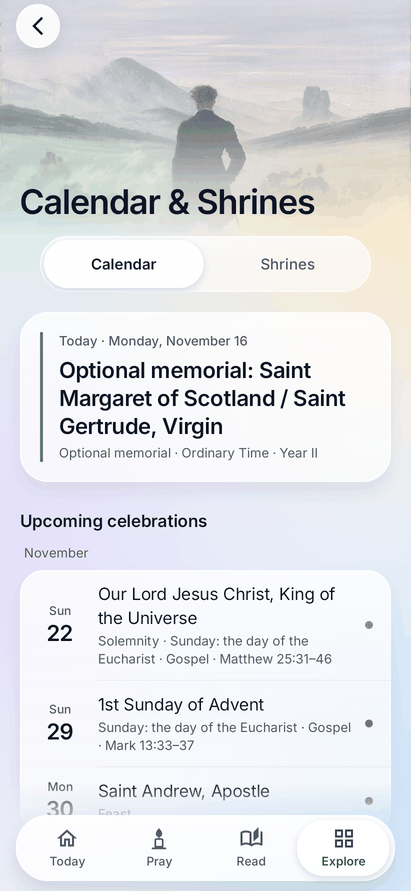 Calendar & Shrines
Calendar
Shrines
Today · Monday, November 16
Optional memorial: Saint
Margaret of Scotland / Saint
Gertrude, Virgin
Optional memorial · Ordinary Time · Year II
Upcoming celebrations
November
Sun
22
Our Lord Jesus Christ, King of
the Universe
Solemnity · Sunday: the day of the
Eucharist · Gospel · Matthew 25:31–46
Sun
29
1st Sunday of Advent
Sunday: the day of the Eucharist · Gospel
· Mark 13:33–37
Mon
30
Saint Andrew, Apostle
Feast
Today
Pray
Read
Explore